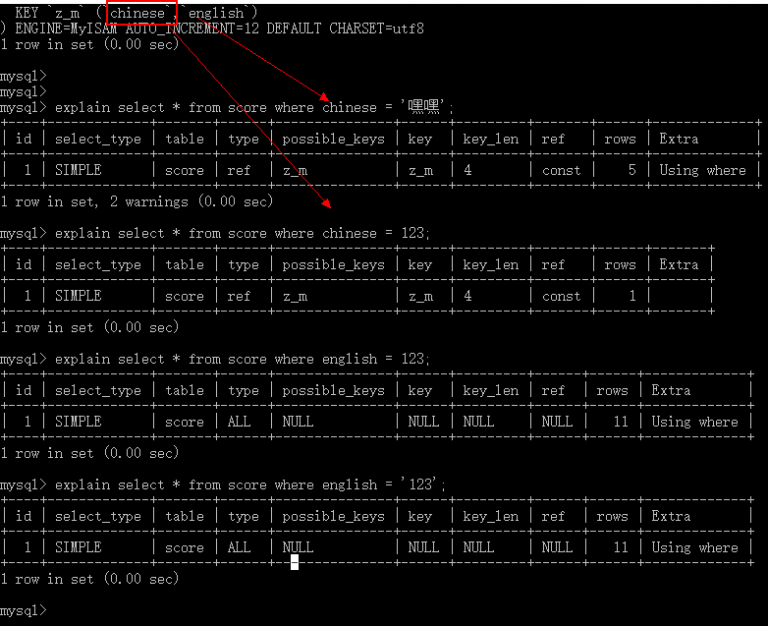 KEY `z_m` (`chinese`,`english`)
) ENGINE=MyISAM AUTO_INCREMENT=12 DEFAULT CHARSET=utf8
1 row in set (0.00 sec)
mysql>
mysql>
mysql> explain select * from score where chinese = '嘿嘿';
| id | select_type | table | type | possible_keys | key | key_len | ref | rows | Extra
| 1 | SIMPLE | score | ref | z_m | z_m | 4 | const | 5 | Using where |
1 row in set, 2 warnings (0.00 sec)
mysql> explain select * from score where chinese = 123;
| id | select_type | table | type | possible_keys | key | key_len | ref | rows | Extra |
| 1 | SIMPLE | score | ref | z_m | z_m | 4 | const | 1 | |
1 row in set (0.00 sec)
mysql> explain select * from score where english = 123;
| id | select_type | table | type | possible_keys | key | key_len | ref | rows | Extra |
| 1 | SIMPLE | score | ALL | NULL | NULL | NULL | NULL | 11 | Using where |
1 row in set (0.00 sec)
mysql> explain select * from score where english = '123';
| id | select_type | table | type | possible_keys | key | key_len | ref | rows | Extra |
| 1 | SIMPLE | score | ALL | NULL | NULL | NULL | NULL | 11 | Using where |
1 row in set (0.00 sec)
mysql>